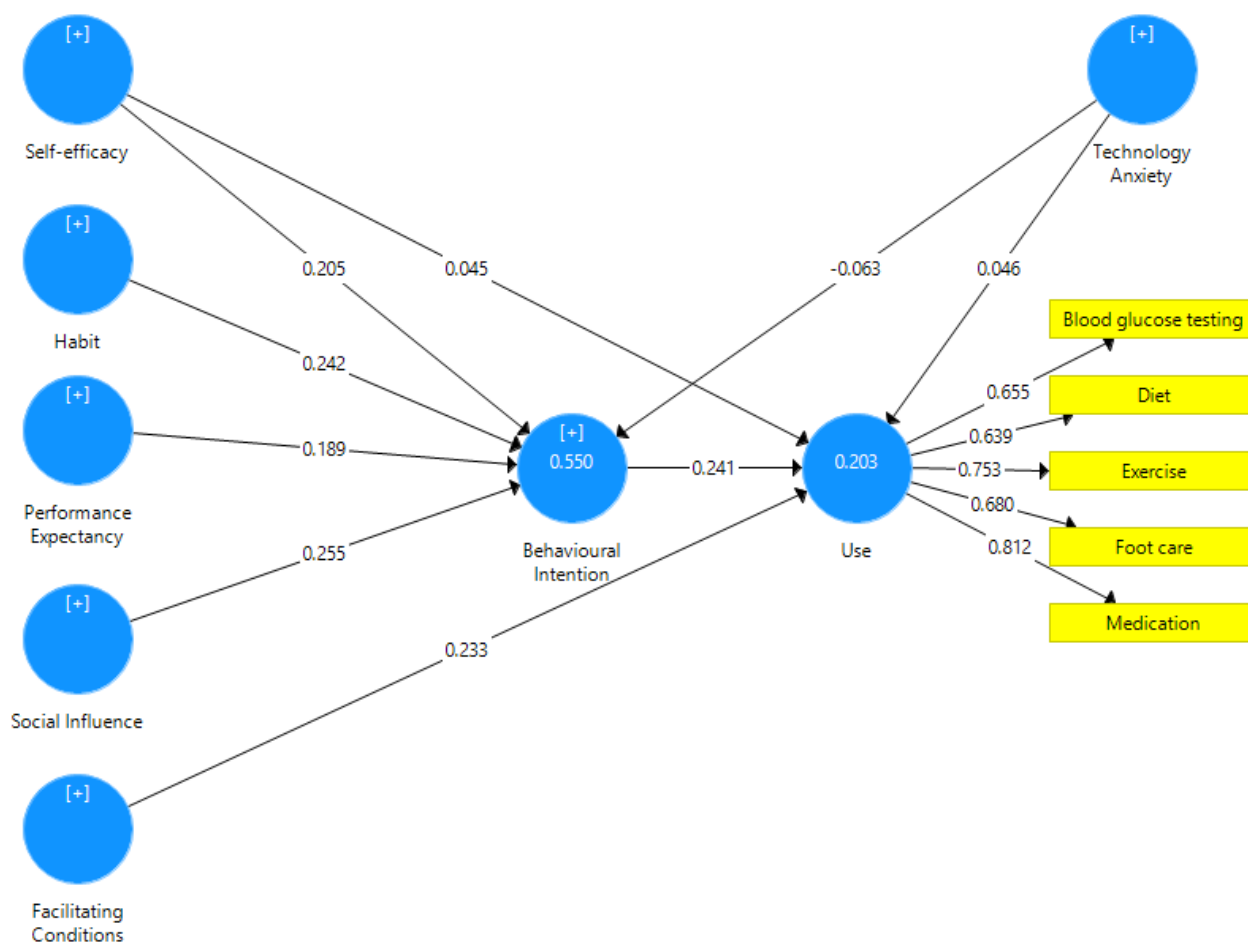 [+]
Self-efficacy
[+]
Technology
Anxiety
[+]
Habit
0.205
0.045
-0.063
0.046
Blood glucose testing
0.242
[+]
Performance
Expectancy
0.189
[+]
0.550
Behavioural
Intention
0.241
0.203
Use
0.655
Diet
0.639
Exercise
0.753
0.680
Foot care
0.812
Medication
0.255
[+]
Social Influence
0.233
[+]
Facilitating
Conditions